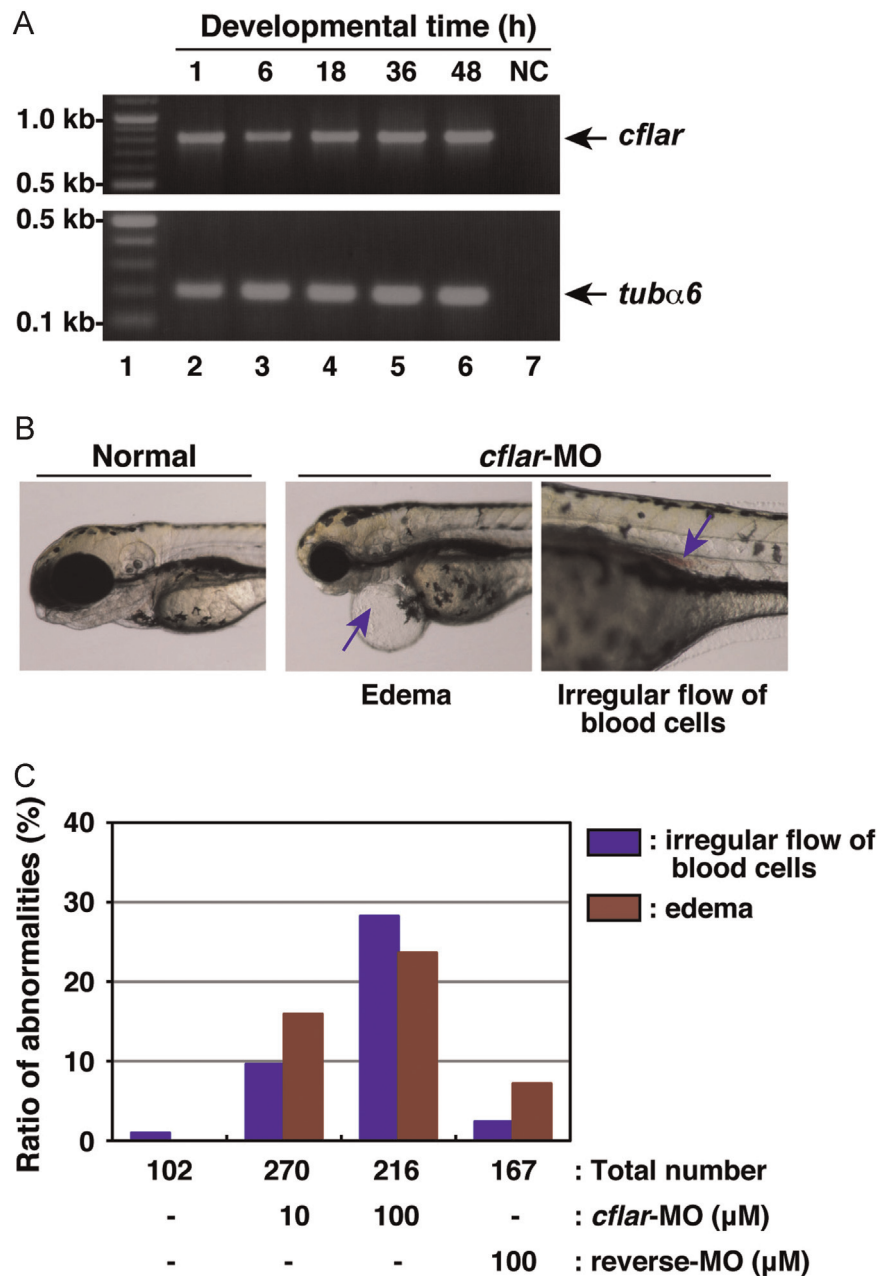 A
Developmental time (h)
1 6 18 36 48 NC
1.0 kb
cflar
0.5 kb
0.5 kb
tubα6
0.1 kb
1 2 3 4 5 6 7
B
Normal
cflar-MO
Edema
Irregular flow of
blood cells
C
Ratio of abnormalities (%)
40
30
20
10
0
: irregular flow of
blood cells
: edema
102 270 216 167 : Total number
- 10 100 - : cflar-MO (µM)
- - - 100 : reverse-MO (µM)